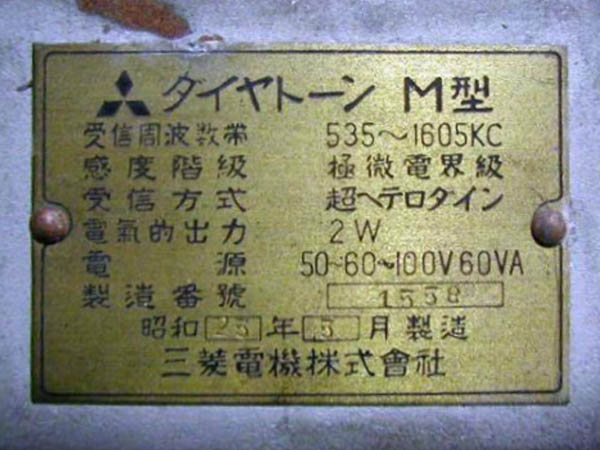 ダイヤトーン M型
受信周波数帯 535～1605KC
感度階級 極微電界級
受信方式 超ヘテロダイン
電氣的出力 2W
電源 50~60~100V60VA
製造番號 1558
昭和23年5月製造
三菱電機株式會社